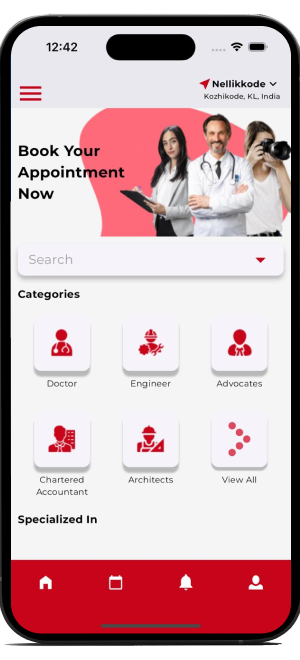 12:42
Nellikkode
Kozhikode, KL, India
Book Your
Appointment
Now
Search
Categories
Doctor
Engineer
Advocates
Chartered
Accountant
Architects
View All
Specialized In